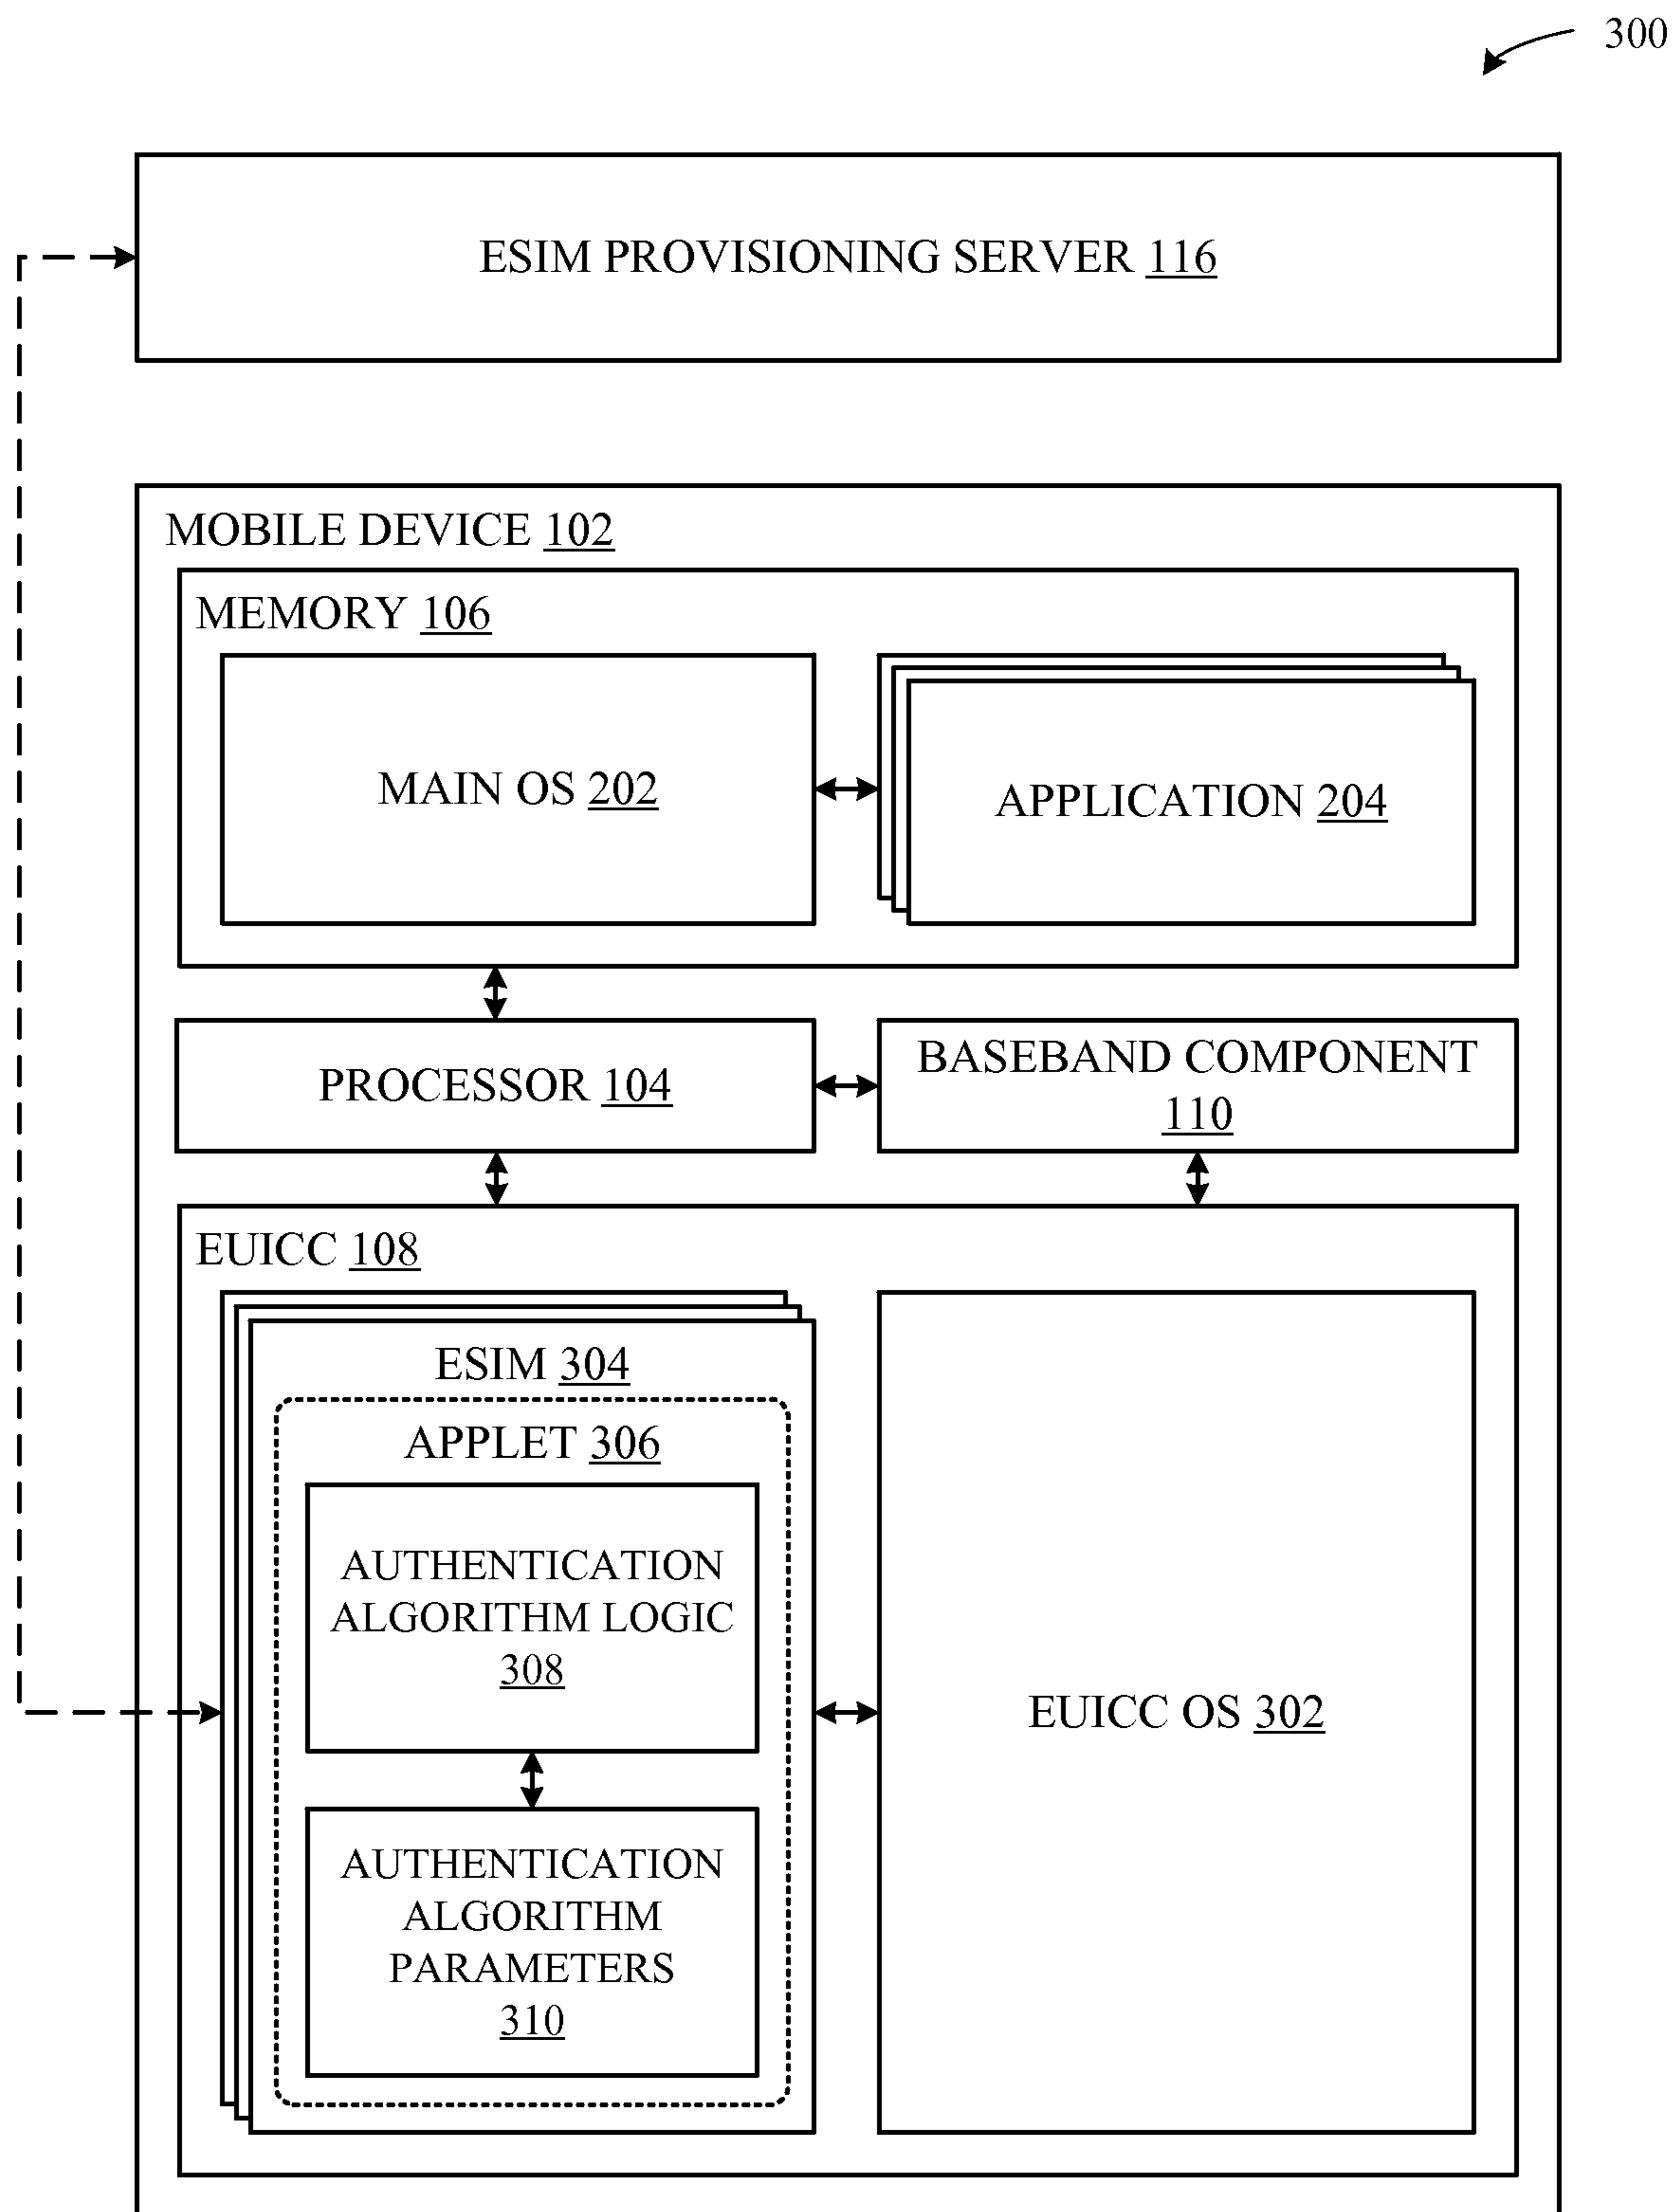 300
ESIM PROVISIONING SERVER 116
MOBILE DEVICE 102
MEMORY 106
MAIN OS 202
APPLICATION 204
PROCESSOR 104
BASEBAND COMPONENT
110
EUICC 108
ESIM 304
APPLET 306
AUTHENTICATION
ALGORITHM LOGIC
308
AUTHENTICATION
ALGORITHM
PARAMETERS
310
EUICC OS 302